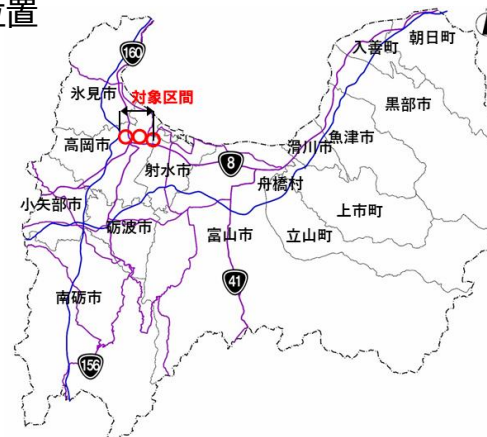 位置
160
朝日町
入善町
氷見市
対象区間
黒部市
高岡市
魚津市
滑川市
8
射水市
舟橋村
小矢部市
上市町
砺波市
富山市
立山町
41
南砺市
156